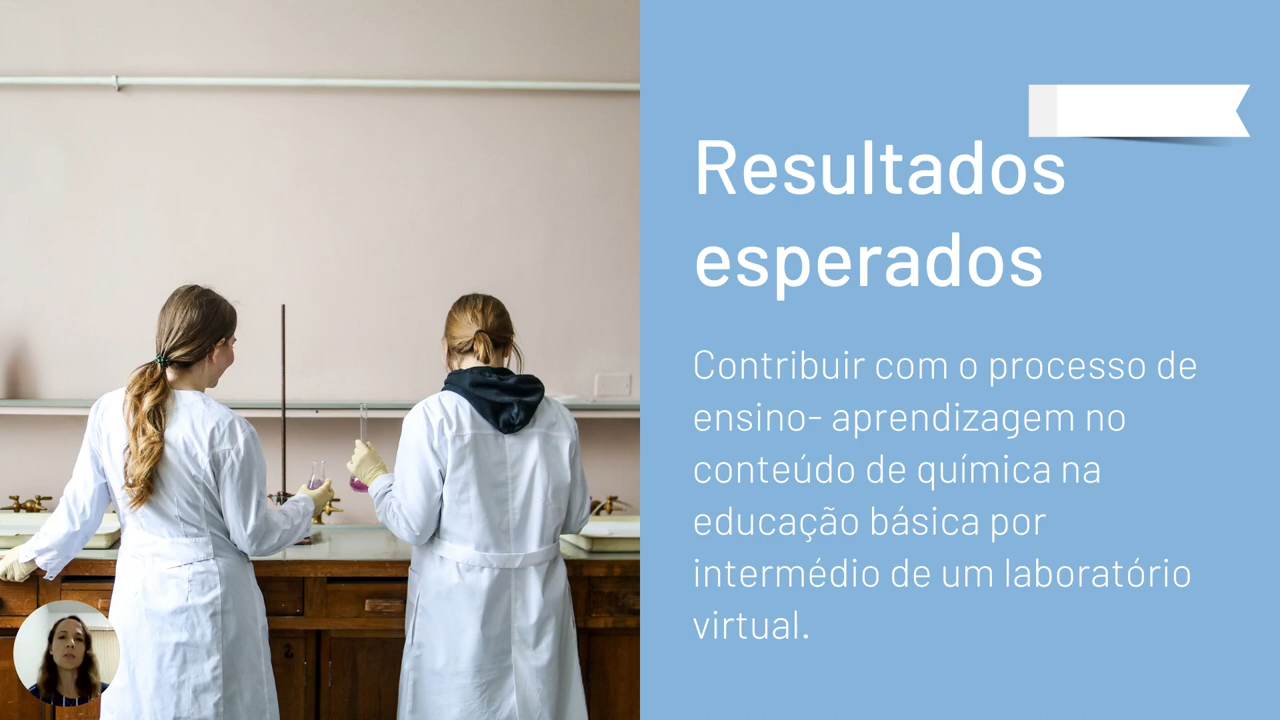 Resultados
esperados
Contribuir com o processo de
ensino- aprendizagem no
conteúdo de química na
educação básica por
intermédio de um laboratório
virtual.